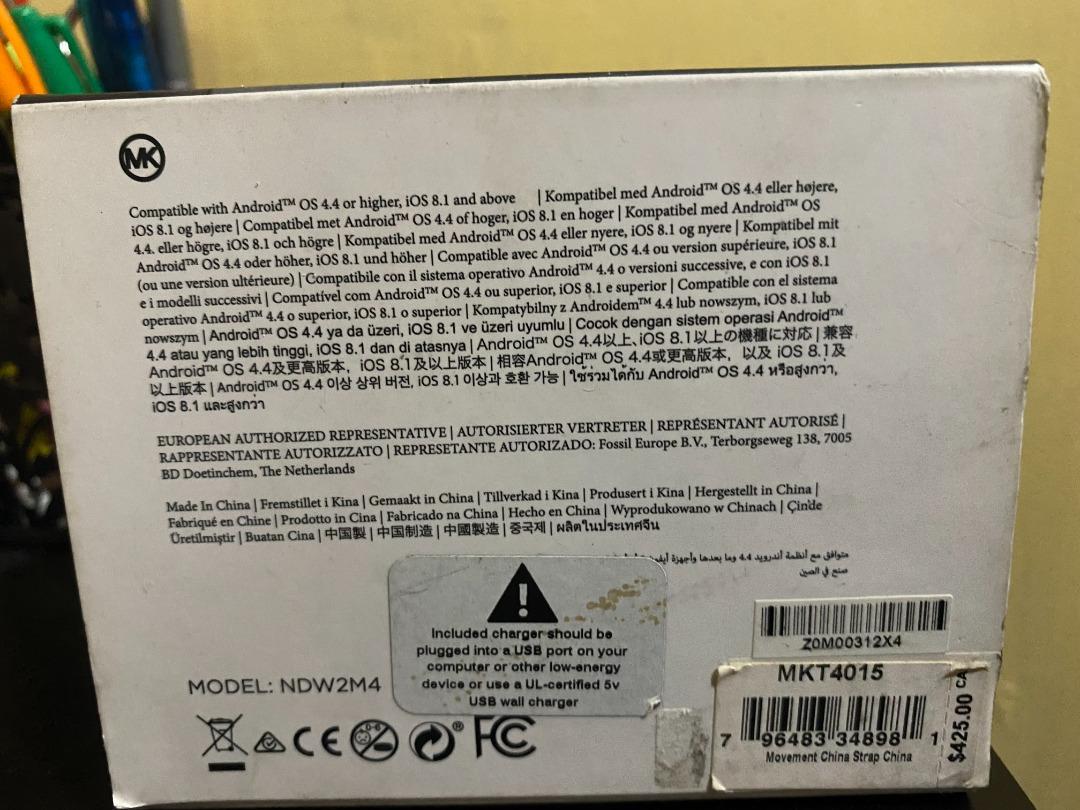 MK
Compatible with Android™ OS 4.4 or higher, iOS 8.1 and above | Kompatibel med Android™ OS 4.4 eller højere,
iOS 8.1 og højere | Compatibel met Android™ OS 4.4 of hoger, iOS 8.1 en hoger | Kompatibel med Android™ OS
4.4. eller högre, iOS 8.1 och högre | Kompatibel med Android™ OS 4.4 eller nyere, iOS 8.1 og nyere | Kompatibel mit
Android™ OS 4.4 oder höher, iOS 8.1 und höher | Compatible avec Android™ OS 4.4 ou version supérieure, iOS 8.1
(ou une version ultérieure) | Compatibile con il sistema operativo Android™ 4.4 o versioni successive, e con iOS 8.1
e i modelli successivi | Compatível com Android™ OS 4.4 ou superior, iOS 8.1 e superior | Compatible con el sistema
operativo Android™ 4.4 o superior, iOS 8.1 o superior | Kompatybilny z Androidem™ 4.4 lub nowszym, iOS 8.1 lub
nowszym | Android™ OS 4.4 ya da üzeri, iOS 8.1 ve üzeri uyumlu | Cocok dengan sistem operasi Android™
4.4 atau yang lebih tinggi, iOS 8.1 dan di atasnya | Android™ OS 4.4以上、iOS 8.1以上の機種に対応 | 兼容
Android™ OS 4.4及更高版本，iOS 8.1及以上版本 | 相容Android™ OS 4.4或更高版本，以及 iOS 8.1及
以上版本 | Android™ OS 4.4 이상 상위 버전, iOS 8.1 이상과 호환 가능 | ใช้ร่วมได้กับ Android™ OS 4.4 หรือสูงกว่า,
iOS 8.1 และสูงกว่า
EUROPEAN AUTHORIZED REPRESENTATIVE | AUTORISIERTER VERTRETER | REPRÉSENTANT AUTORISÉ |
RAPPRESENTANTE AUTORIZZATO | REPRESETANTE AUTORIZADO: Fossil Europe B.V., Terborgseweg 138, 7005
BD Doetinchem, The Netherlands
Made In China | Fremstillet i Kina | Gemaakt in China | Tillverkad i Kina | Produsert i Kina | Hergestellt in China |
Fabriqué en Chine | Prodotto in Cina | Fabricado na China | Hecho en China | Wyprodukowano w Chinach | Çin'de
Üretilmiştir | Buatan Cina | 中国製 | 中国制造 | 中國製造 | 중국제 | ผลิตในประเทศจีน
متوافق مع أنظمة أندرويد 4.4 وما بعدها وأجهزة
صنع في الصين
Included charger should be
plugged into a USB port on your
computer or other low-energy
device or use a UL-certified 5v
USB wall charger
MODEL: NDW2M4
CE 0-6 FC
Z0M00312X4
MKT4015
7 96483 34898 1
Movement China Strap China
$425.00 CA